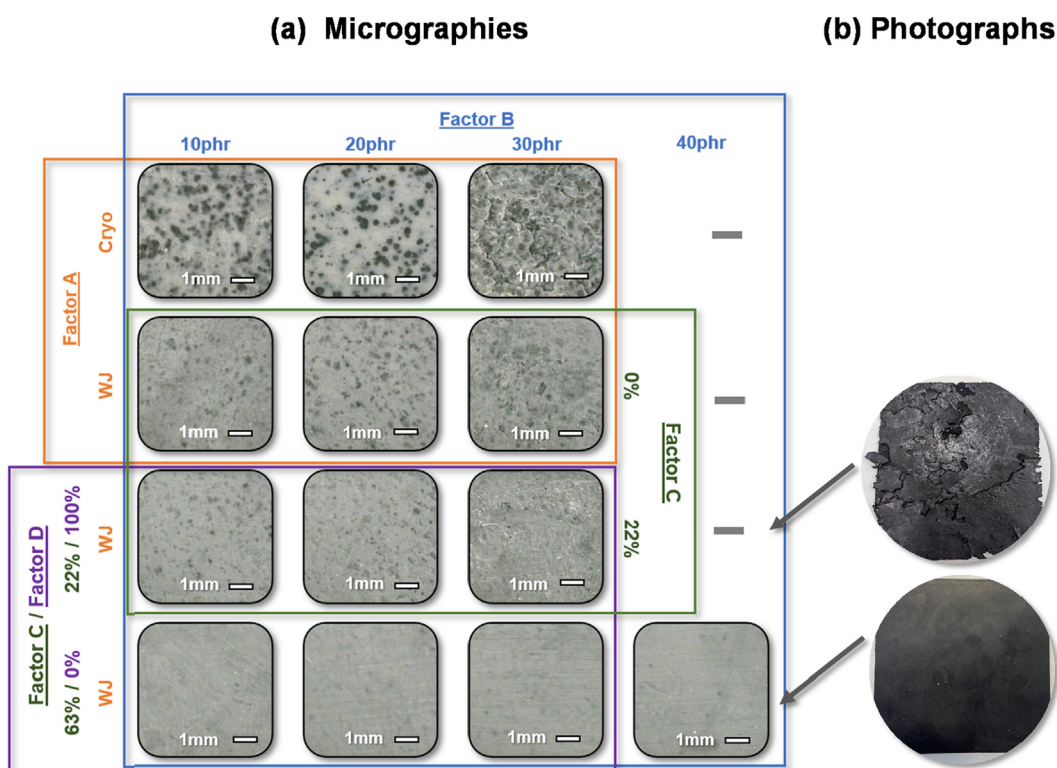 (a) Micrographies
(b) Photographs
Factor B
10phr 20phr 30phr 40phr
Factor A
Cryo
1mm 1mm 1mm
WJ
1mm 1mm 1mm
0%
Factor C
Factor C / Factor D
22% / 100%
WJ
1mm 1mm 1mm
22%
63% / 0%
WJ
1mm 1mm 1mm 1mm